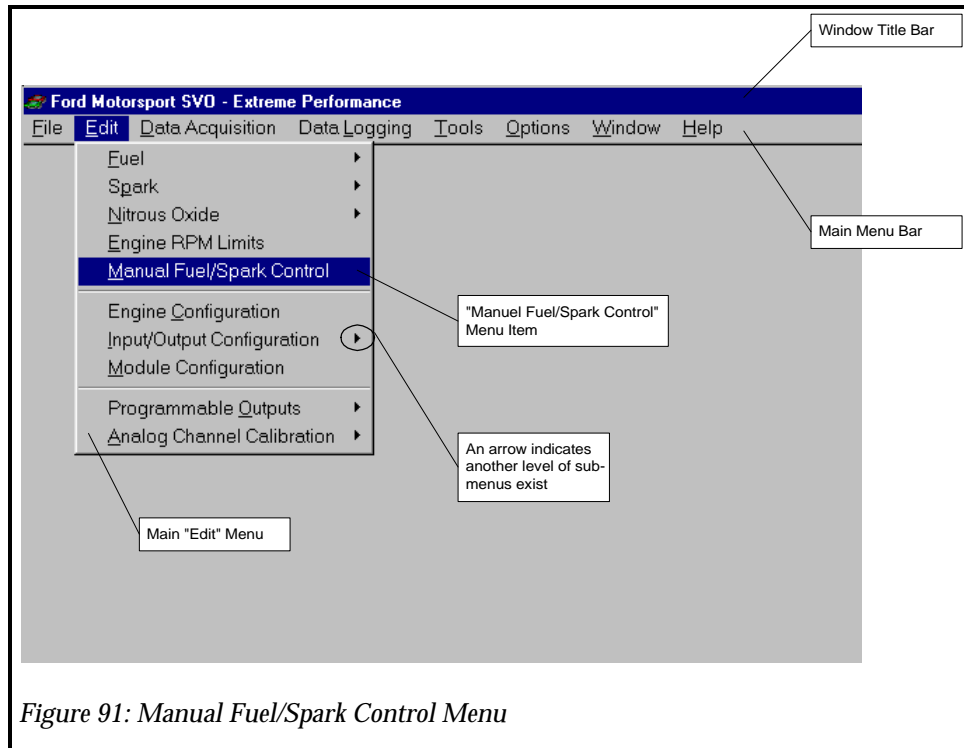 Window Title Bar
Ford Motorsport SVO - Extreme Performance
File Edit Data Acquisition Data Logging Tools Options Window Help
Fuel
Spark
Nitrous Oxide
Engine RPM Limits
Manual Fuel/Spark Control
Engine Configuration
Input/Output Configuration
Module Configuration
Programmable Outputs
Analog Channel Calibration
Main Menu Bar
"Manuel Fuel/Spark Control"
Menu Item
An arrow indicates
another level of sub-
menus exist
Main "Edit" Menu
Figure 91: Manual Fuel/Spark Control Menu